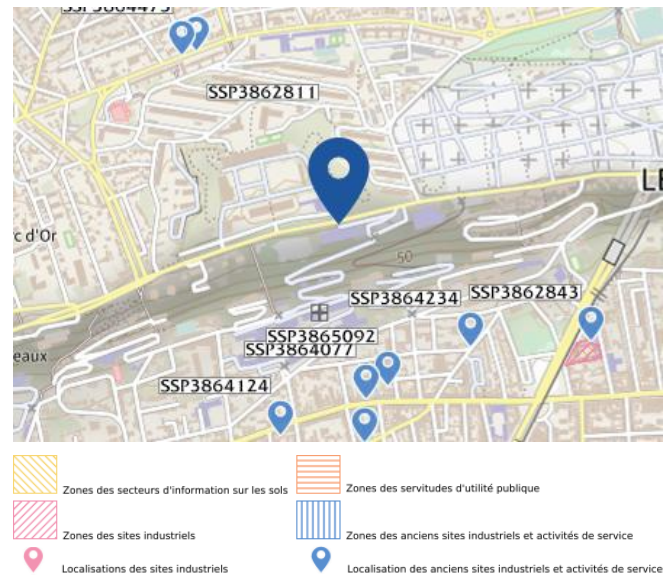 SSP3864475
SSP3862811
LE
c d'Or
50
SSP3864234
SSP3862843
SSP3865092
SSP3864077
eaux
SSP3864124
Zones des secteurs d'information sur les sols
Zones des servitudes d'utilité publique
Zones des sites industriels
Zones des anciens sites industriels et activités de service
Localisations des sites industriels
Localisation des anciens sites industriels et activités de service